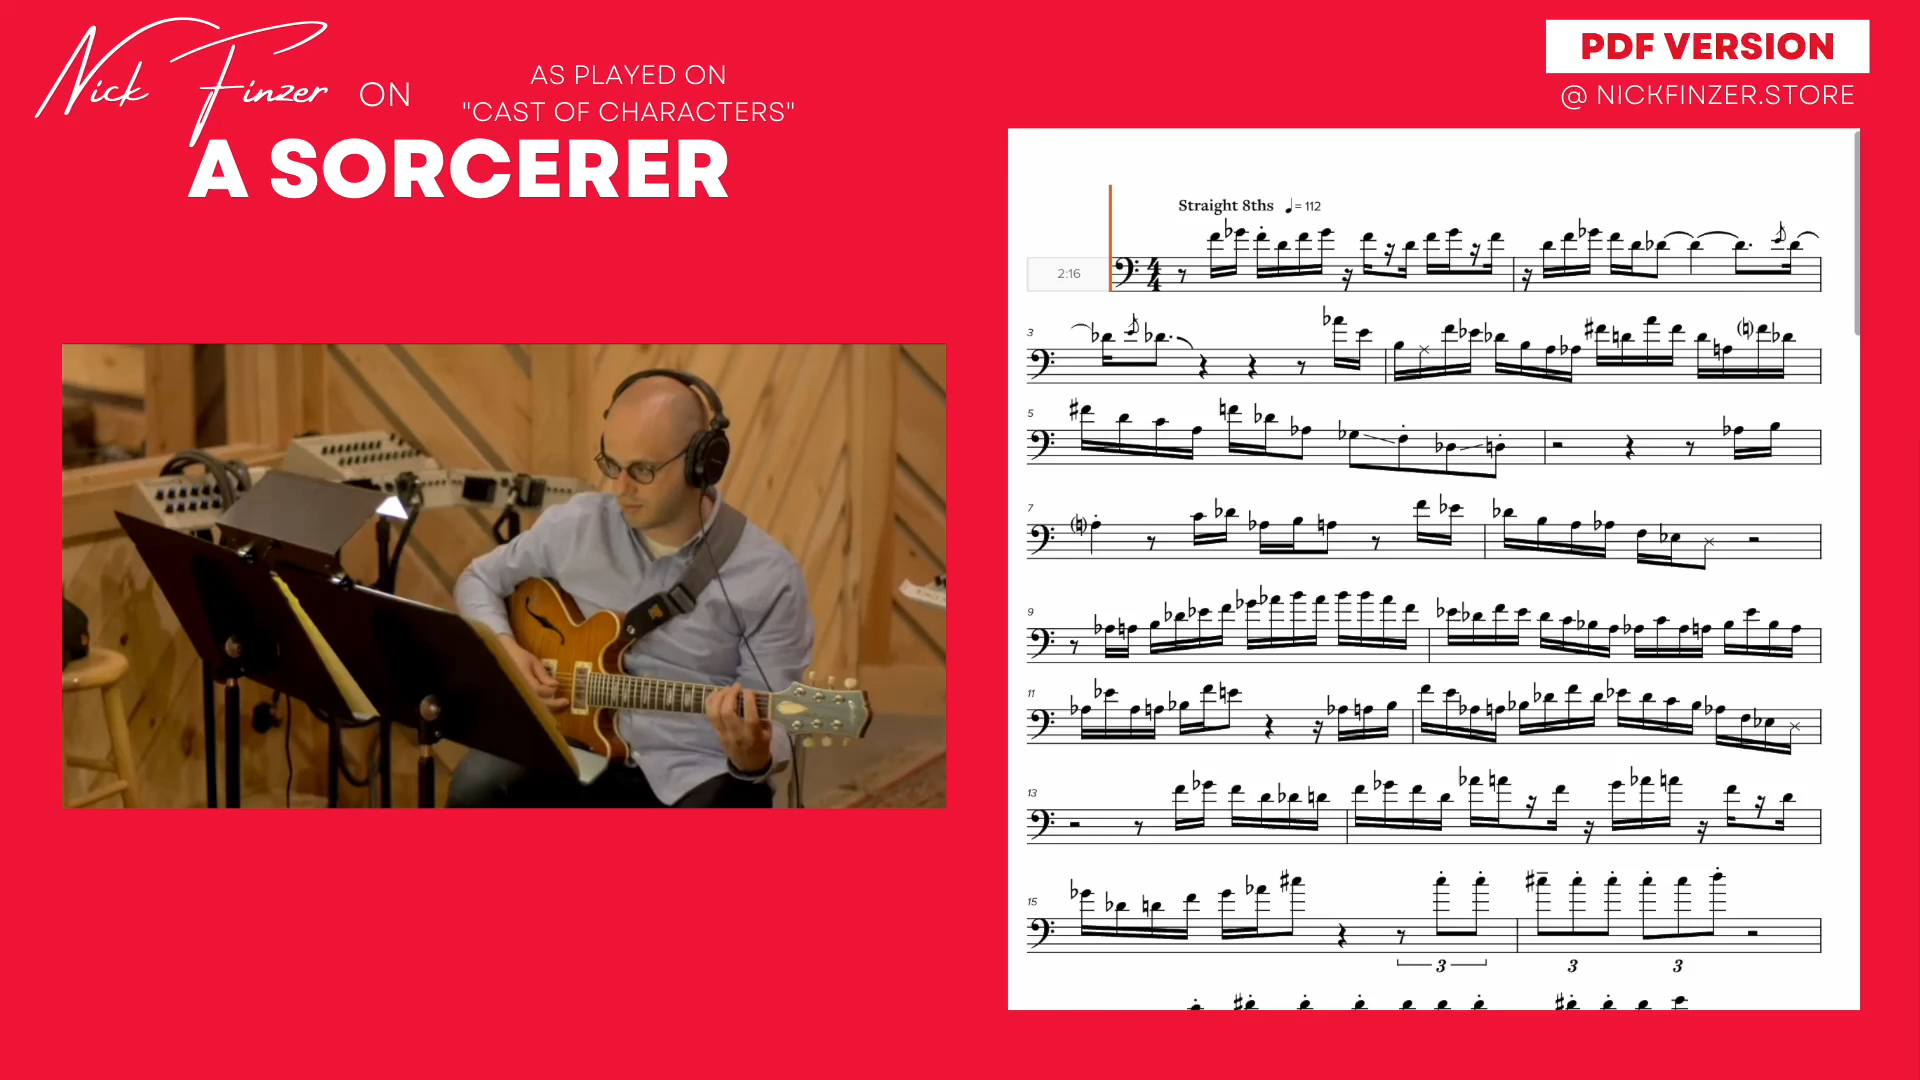 Nick Finzer ON
AS PLAYED ON
"CAST OF CHARACTERS"
A SORCERER
PDF VERSION
@ NICKFINZER.STORE
Straight 8ths ♩= 112
2:16
3
5
7
9
11
13
15
3
3
3